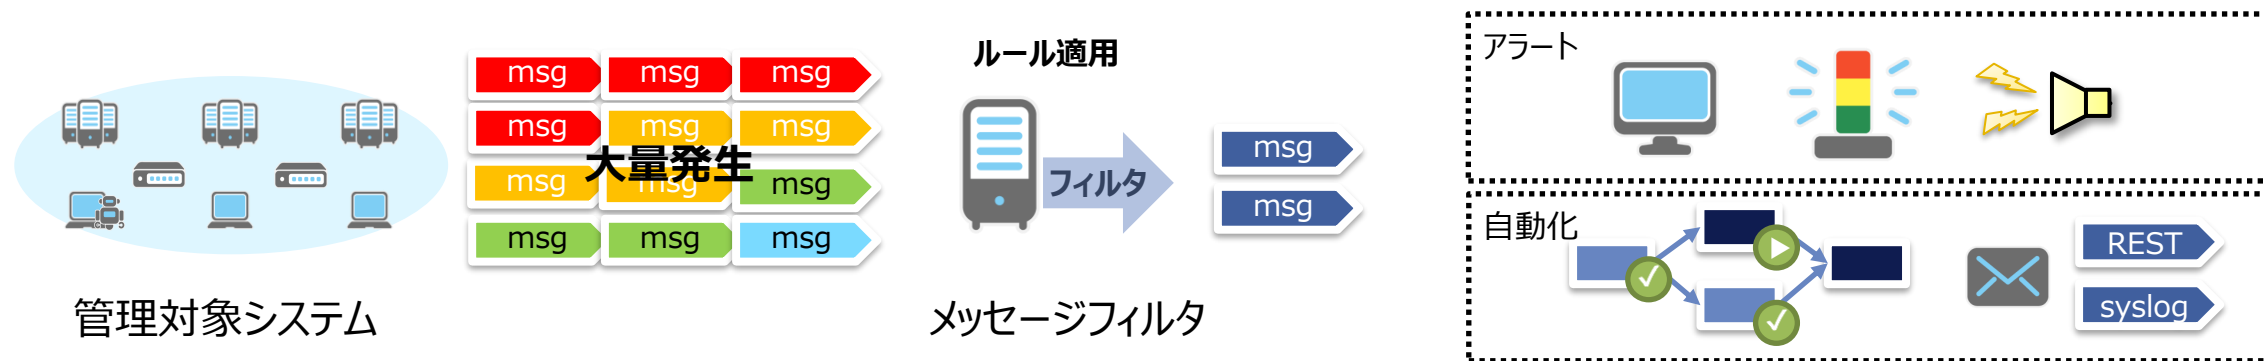 管理対象システム
msg msg msg
msg msg msg
大量発生
msg msg msg
msg msg msg
ルール適用
フィルタ
メッセージフィルタ
msg
msg
アラート
自動化
REST
syslog